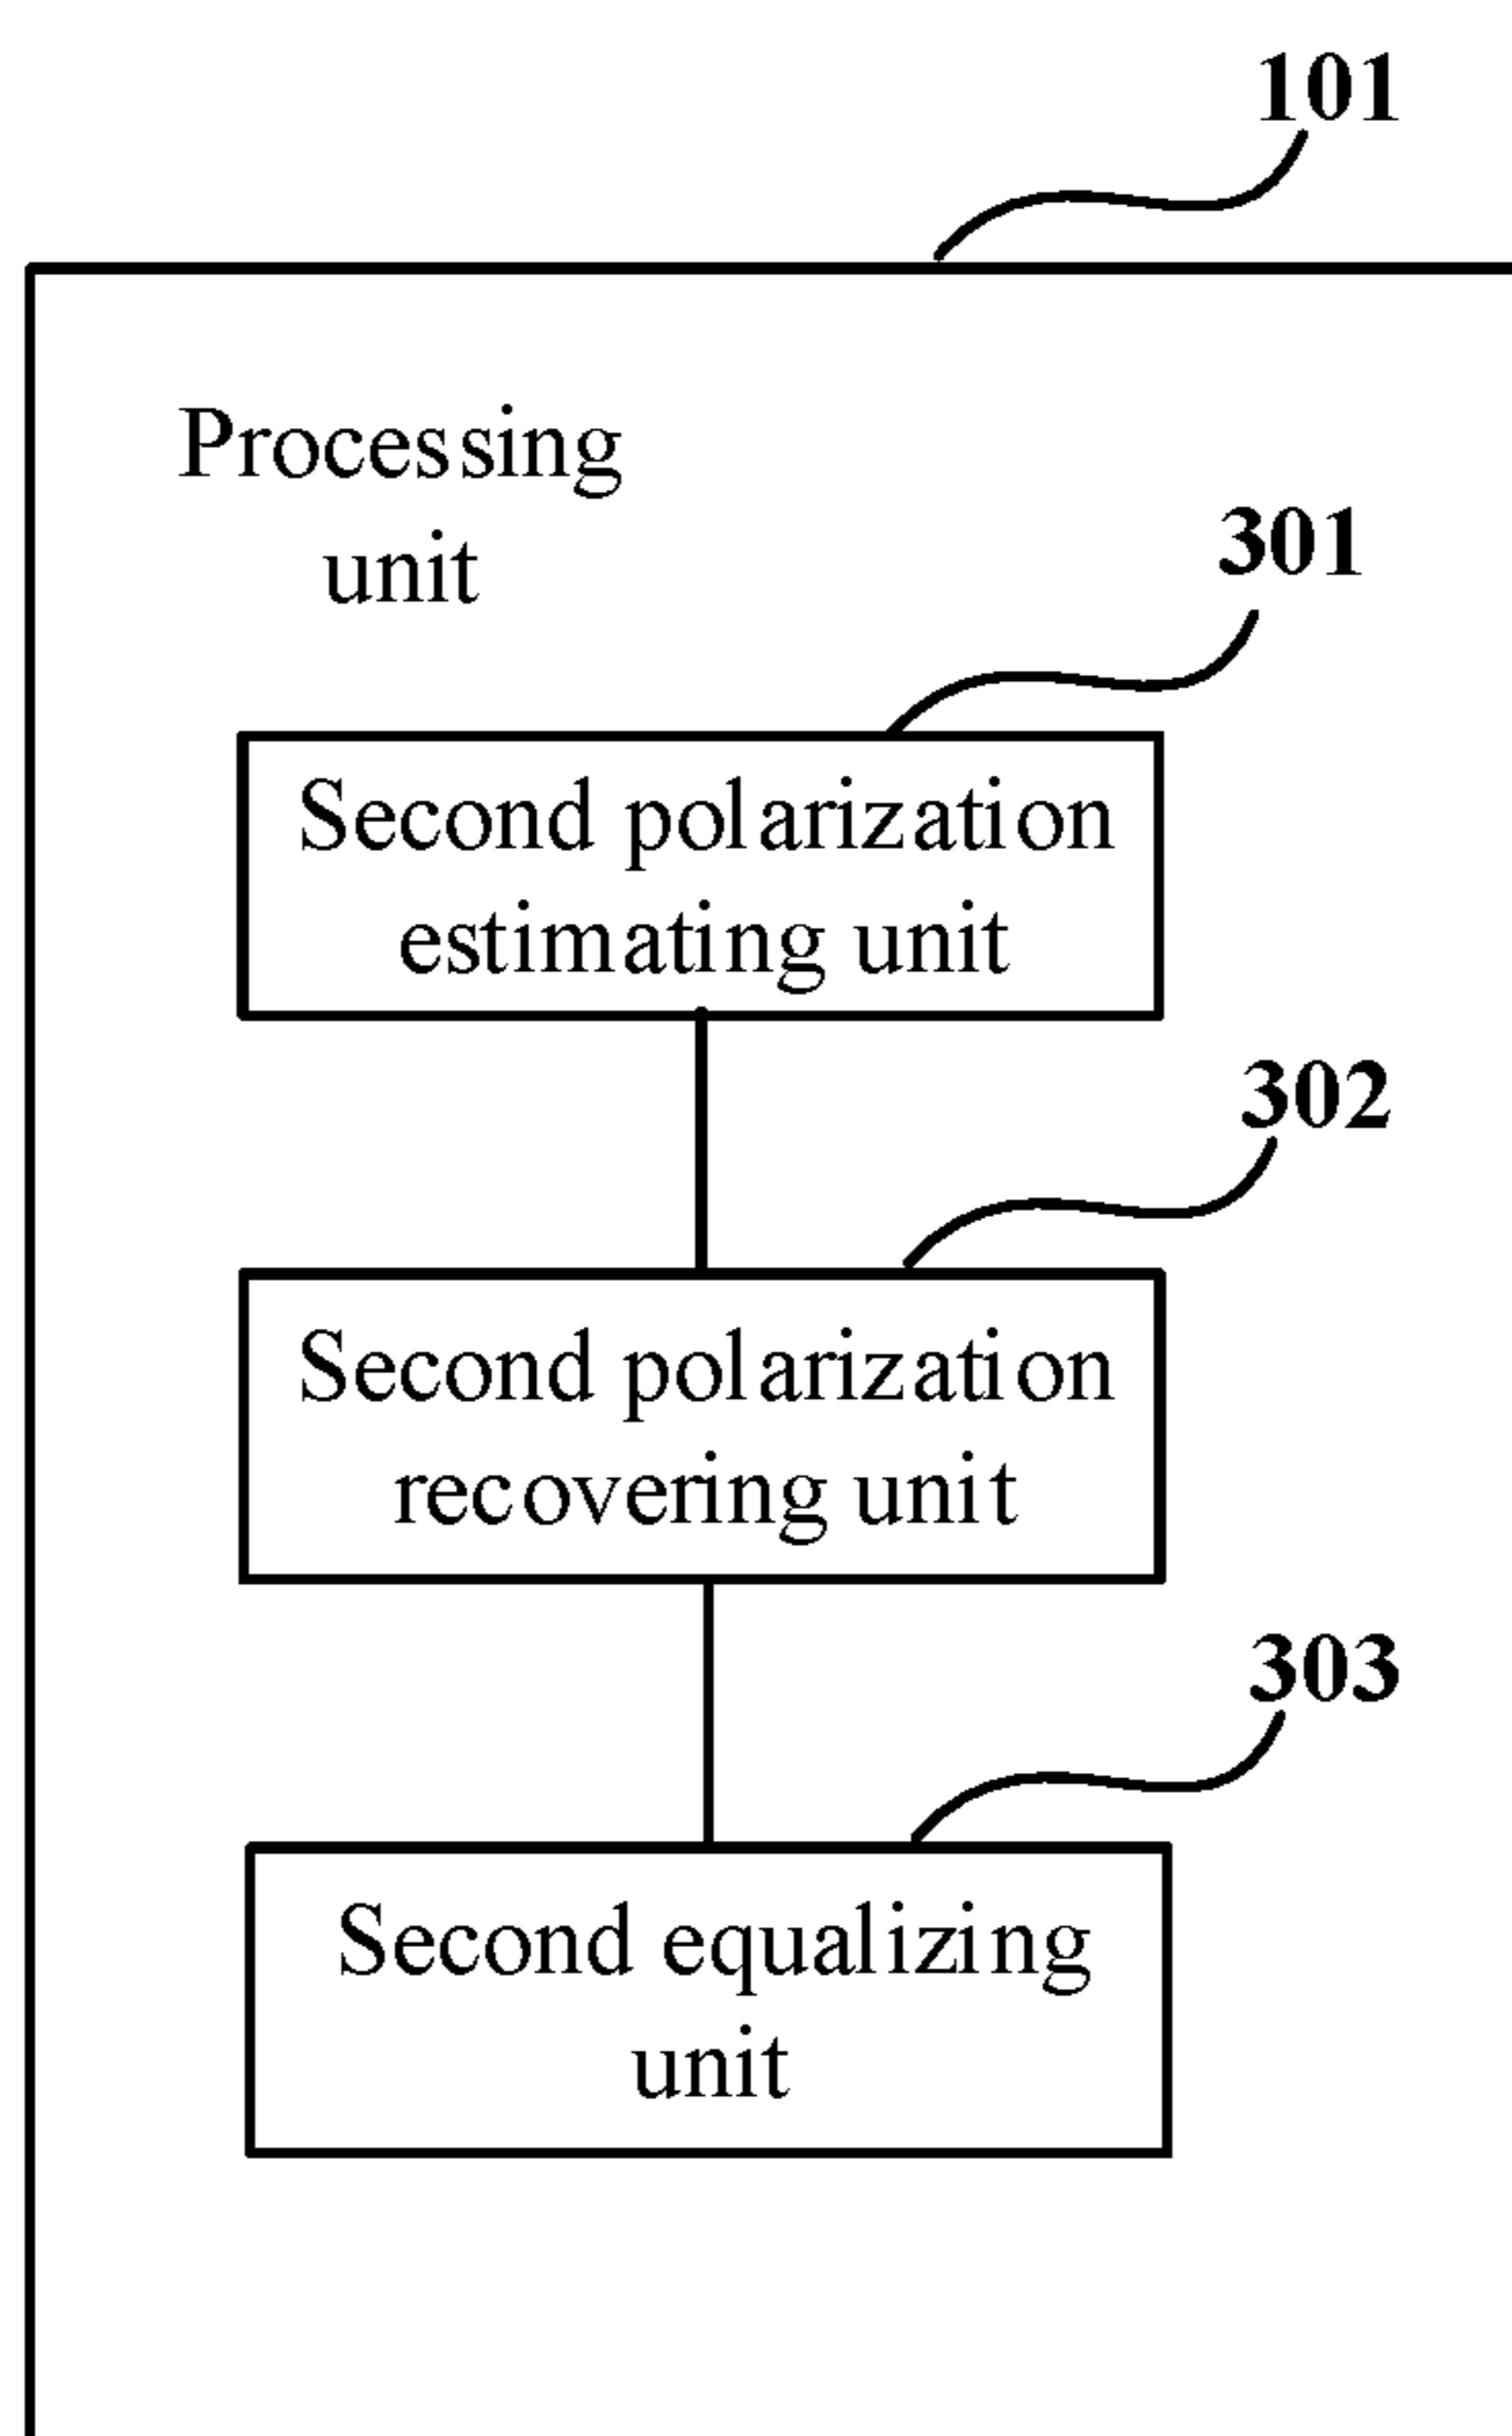 101
Processing
unit
301
Second polarization
estimating unit
302
Second polarization
recovering unit
303
Second equalizing
unit